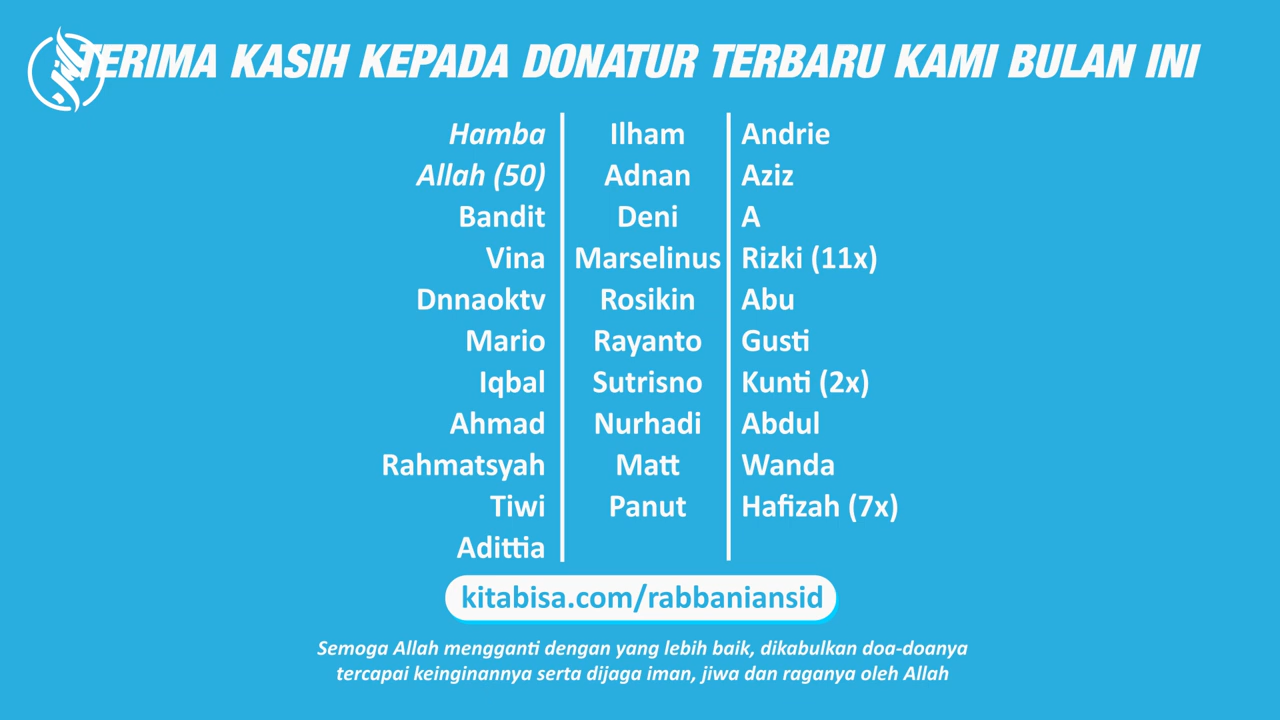 TERIMA KASIH KEPADA DONATUR TERBARU KAMI BULAN INI
Hamba
Allah (50)
Bandit
Vina
Dnnaoktv
Mario
Iqbal
Ahmad
Rahmatsyah
Tiwi
Adittia
Ilham
Adnan
Deni
Marselinus
Rosikin
Rayanto
Sutrisno
Nurhadi
Matt
Panut
Andrie
Aziz
A
Rizki (11x)
Abu
Gusti
Kunti (2x)
Abdul
Wanda
Hafizah (7x)
kitabisa.com/rabbaniansid
Semoga Allah mengganti dengan yang lebih baik, dikabulkan doa-doanya
tercapai keinginannya serta dijaga iman, jiwa dan raganya oleh Allah